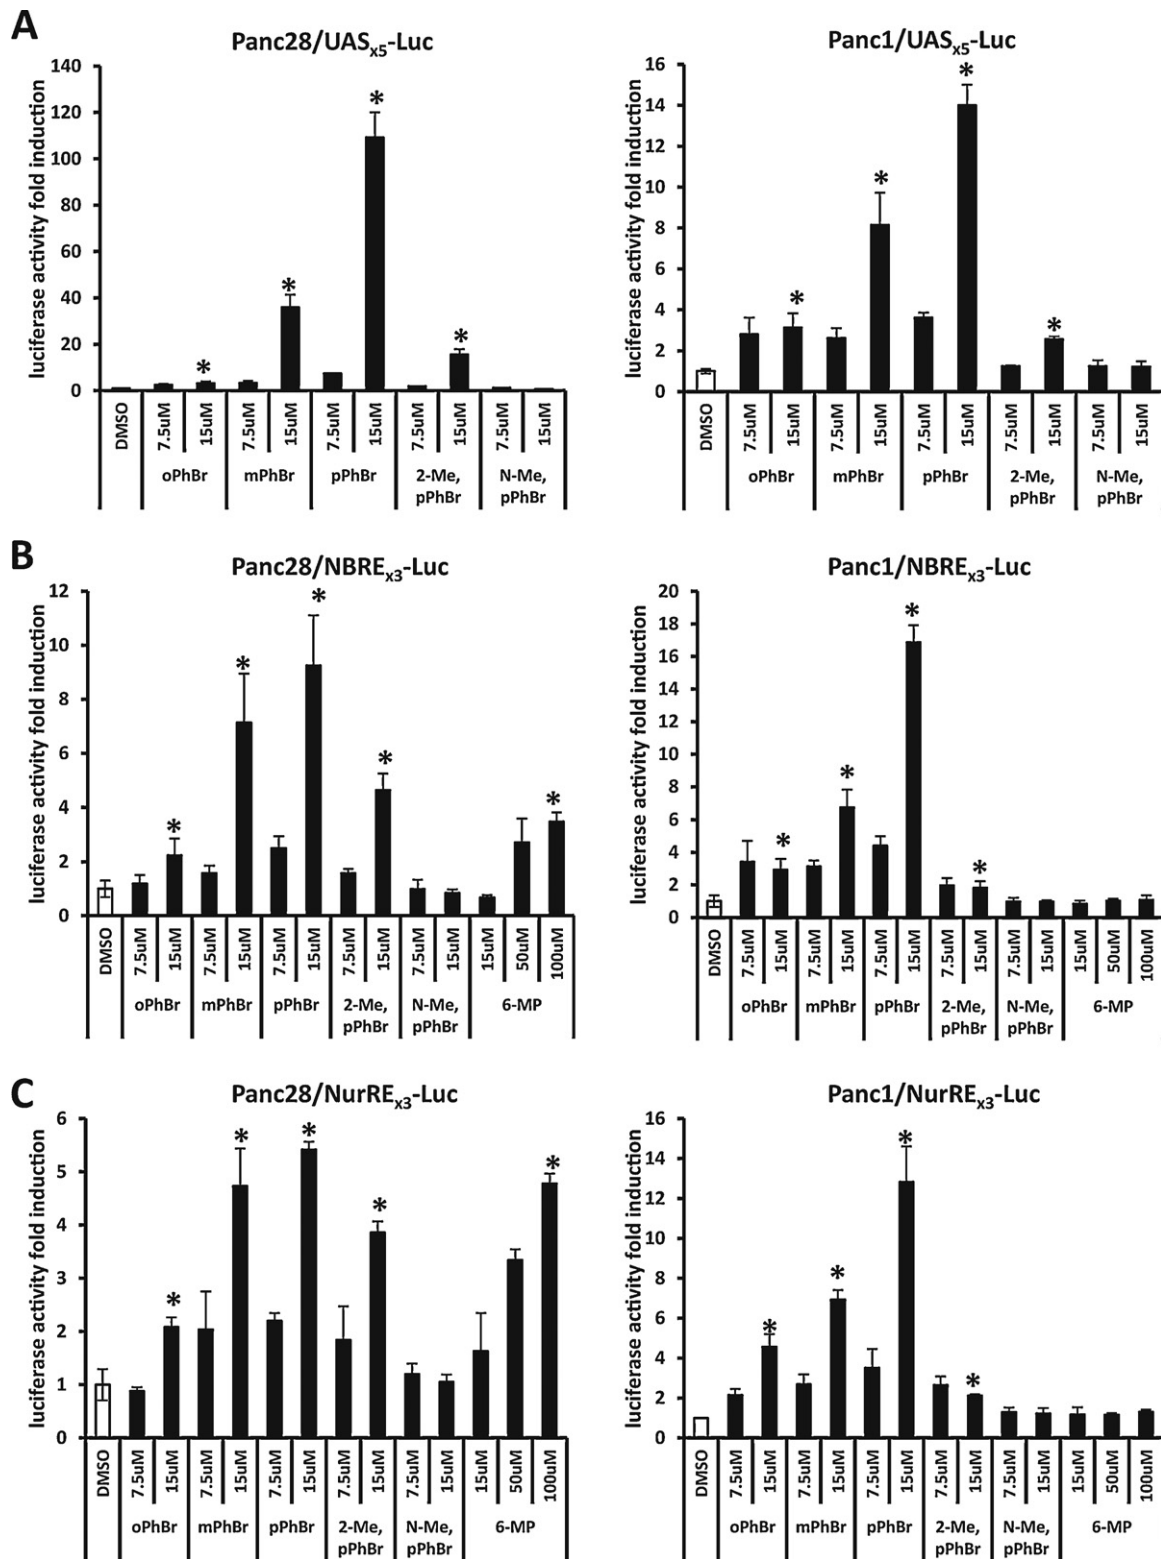 A
Panc28/UASx5-Luc
luciferase activity fold induction
140
120
100
80
60
40
20
0
*
*
*
*
DMSO
7.5uM
15uM
7.5uM
15uM
7.5uM
15uM
7.5uM
15uM
7.5uM
15uM
oPhBr
mPhBr
pPhBr
2-Me,
pPhBr
N-Me,
pPhBr
Panc1/UASx5-Luc
luciferase activity fold induction
16
14
12
10
8
6
4
2
0
*
*
*
*
DMSO
7.5uM
15uM
7.5uM
15uM
7.5uM
15uM
7.5uM
15uM
7.5uM
15uM
oPhBr
mPhBr
pPhBr
2-Me,
pPhBr
N-Me,
pPhBr
B
Panc28/NBREx3-Luc
luciferase activity fold induction
12
10
8
6
4
2
0
*
*
*
*
*
DMSO
7.5uM
15uM
7.5uM
15uM
7.5uM
15uM
7.5uM
15uM
7.5uM
15uM
15uM
50uM
100uM
oPhBr
mPhBr
pPhBr
2-Me,
pPhBr
N-Me,
pPhBr
6-MP
Panc1/NBREx3-Luc
luciferase activity fold induction
20
18
16
14
12
10
8
6
4
2
0
*
*
*
*
DMSO
7.5uM
15uM
7.5uM
15uM
7.5uM
15uM
7.5uM
15uM
7.5uM
15uM
15uM
50uM
100uM
oPhBr
mPhBr
pPhBr
2-Me,
pPhBr
N-Me,
pPhBr
6-MP
C
Panc28/NurREx3-Luc
luciferase activity fold induction
6
5
4
3
2
1
0
*
*
*
*
*
DMSO
7.5uM
15uM
7.5uM
15uM
7.5uM
15uM
7.5uM
15uM
7.5uM
15uM
15uM
50uM
100uM
oPhBr
mPhBr
pPhBr
2-Me,
pPhBr
N-Me,
pPhBr
6-MP
Panc1/NurREx3-Luc
luciferase activity fold induction
16
14
12
10
8
6
4
2
0
*
*
*
*
DMSO
7.5uM
15uM
7.5uM
15uM
7.5uM
15uM
7.5uM
15uM
7.5uM
15uM
15uM
50uM
100uM
oPhBr
mPhBr
pPhBr
2-Me,
pPhBr
N-Me,
pPhBr
6-MP